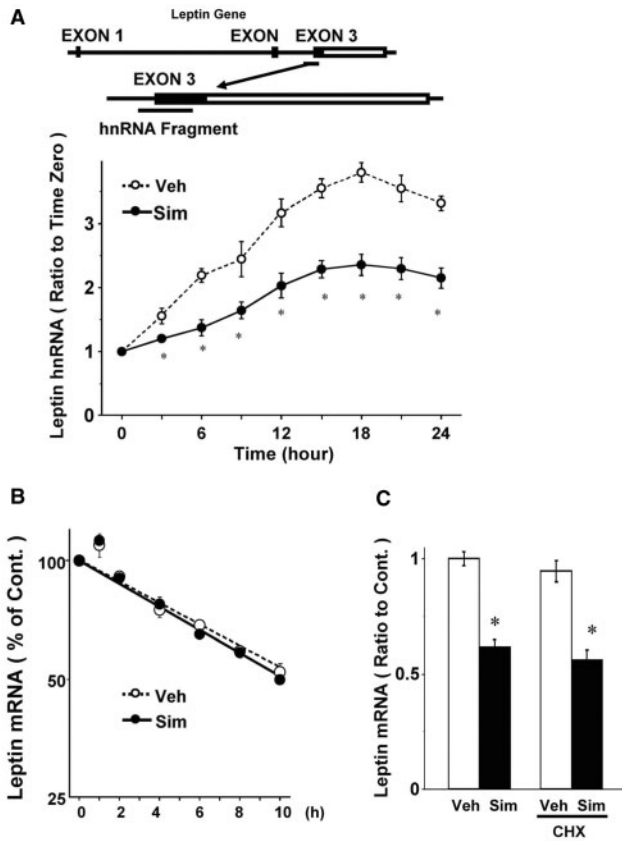 A
Leptin Gene
EXON 1 EXON EXON 3
EXON 3
hnRNA Fragment
Leptin hnRNA ( Ratio to Time Zero )
3
2
1
0
Veh
Sim
* * * * * * * *
0 6 12 18 24
Time (hour)
B
Leptin mRNA ( % of Cont. )
100
50
25
Veh
Sim
0 2 4 6 8 10 (h)
C
Leptin mRNA ( Ratio to Cont. )
1
0.5
0
* *
Veh Sim Veh Sim
CHX